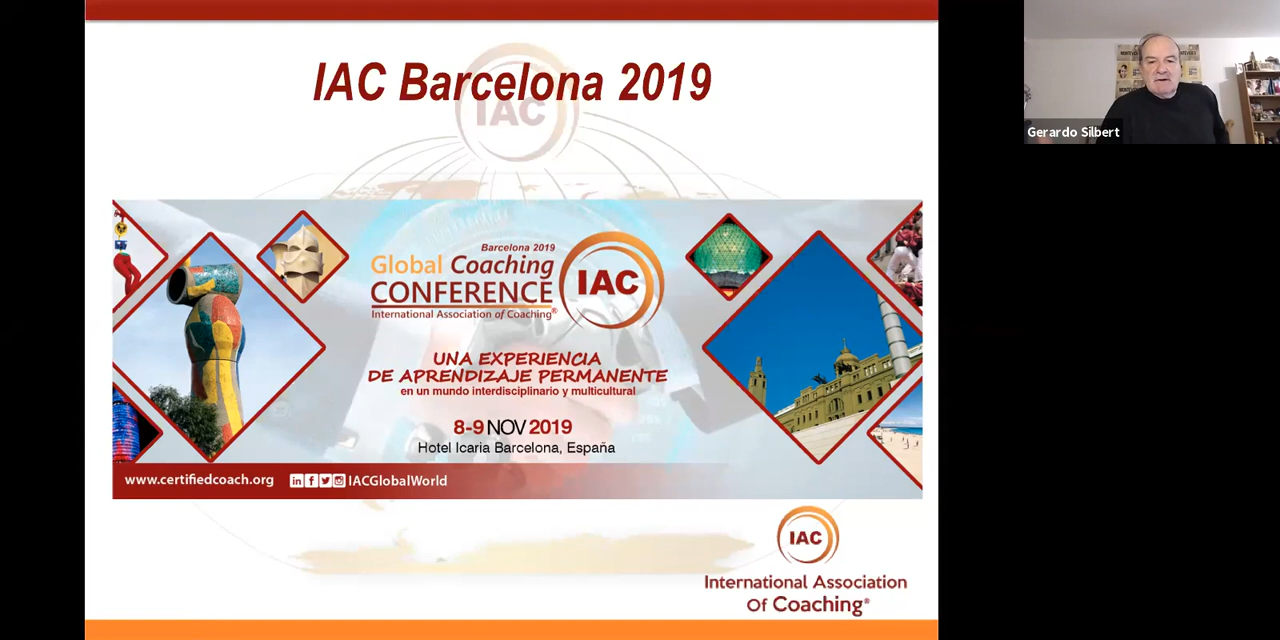 IAC Barcelona 2019
IAC
Barcelona 2019
Global Coaching
CONFERENCE
International Association of Coaching®
IAC
UNA EXPERIENCIA
DE APRENDIZAJE PERMANENTE
en un mundo interdisciplinario y multicultural
8-9 NOV 2019
Hotel Icaria Barcelona, España
www.certifiedcoach.org
in f IACGlobalWorld
IAC
International Association
Of Coaching®
Gerardo Silbert